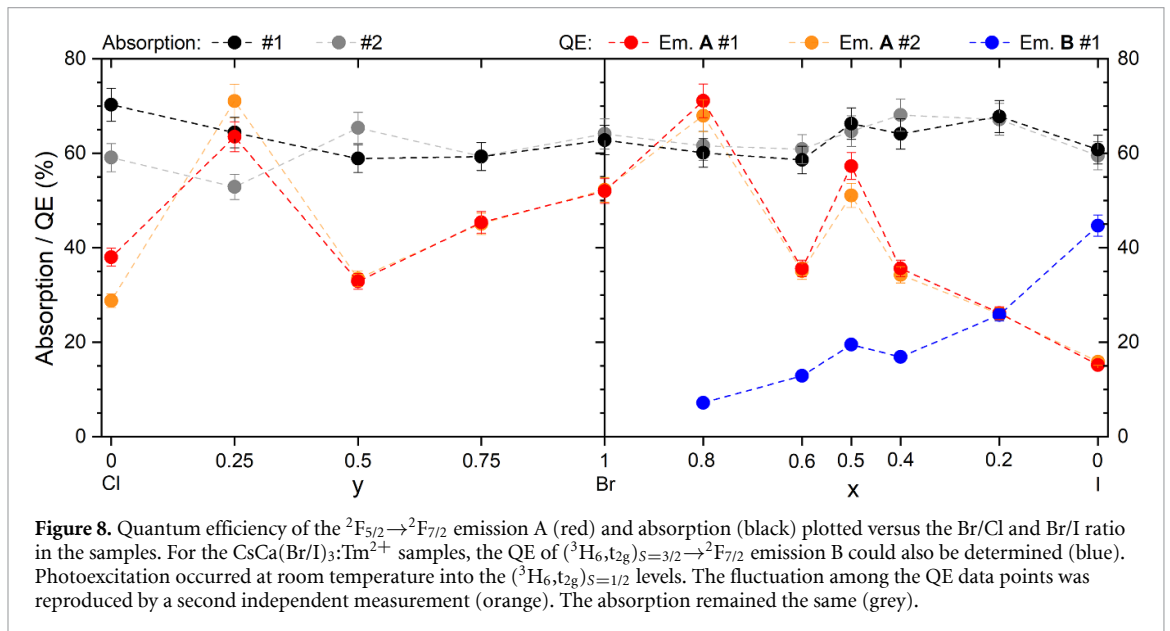 Absorption: #1 #2 QE: Em. A #1 Em. A #2 Em. B #1
80 80
60 60
40 40
20 20
0 0
Absorption / QE (%)
0 0.25 0.5 0.75 1 0.8 0.6 0.5 0.4 0.2 0
Cl y Br x I
Figure 8. Quantum efficiency of the ²F₅/₂→²F₇/₂ emission A (red) and absorption (black) plotted versus the Br/Cl and Br/I ratio
in the samples. For the CsCa(Br/I)₃:Tm²⁺ samples, the QE of (³H₆,t₂g)S=3/2→²F₇/₂ emission B could also be determined (blue).
Photoexcitation occurred at room temperature into the (³H₆,t₂g)S=1/2 levels. The fluctuation among the QE data points was
reproduced by a second independent measurement (orange). The absorption remained the same (grey).